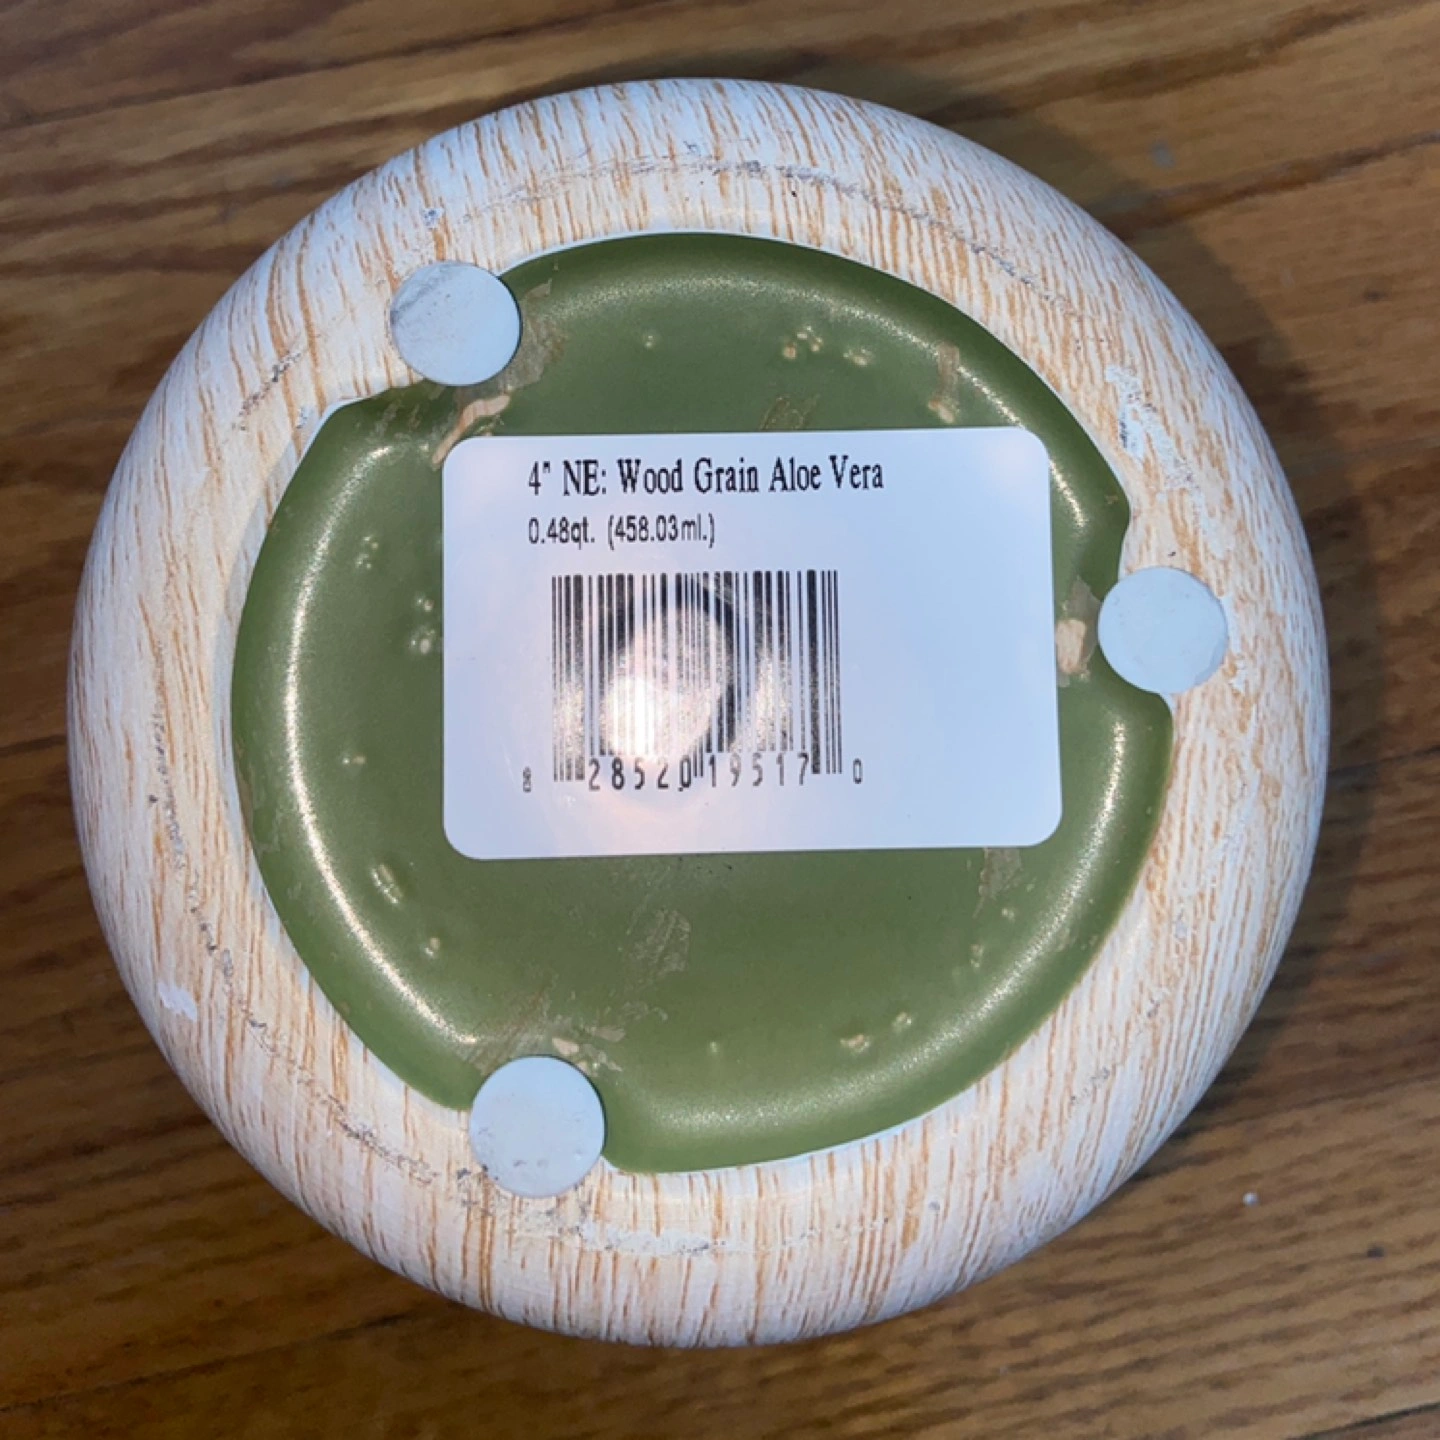 4" NE: Wood Grain Aloe Vera
0.48qt. (458.03ml.)
8 28520 19517 0